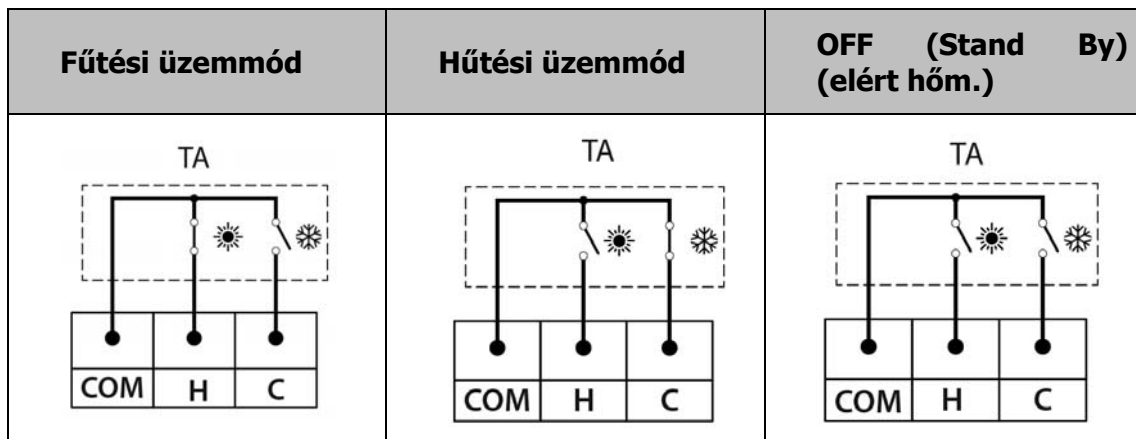 Fűtési üzemmód
Hűtési üzemmód
OFF (Stand By)
(elért hőm.)
TA
COM H C
TA
COM H C
TA
COM H C